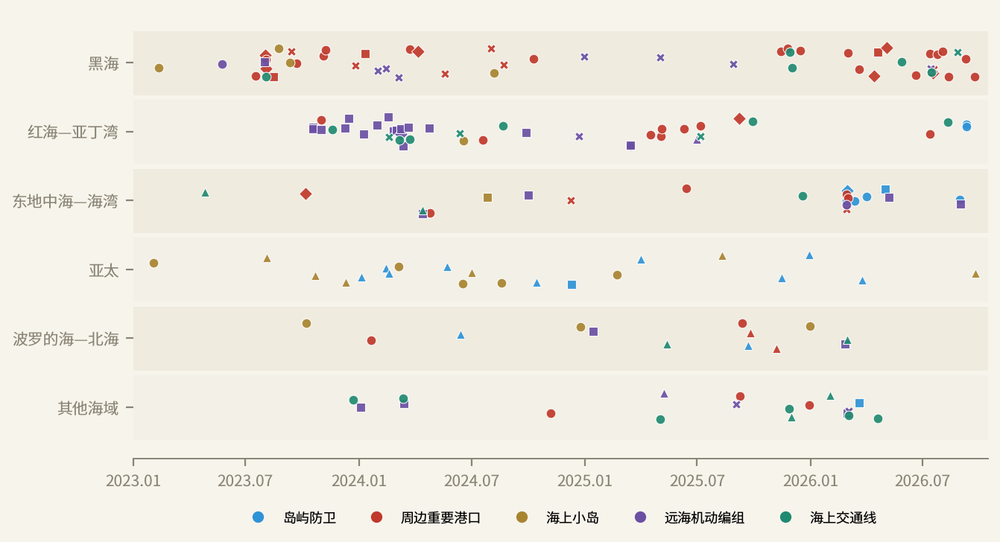 黑海
红海—亚丁湾
东地中海—海湾
亚太
波罗的海—北海
其他海域
2023.01 2023.07 2024.01 2024.07 2025.01 2025.07 2026.01 2026.07
岛屿防卫 周边重要港口 海上小岛 远海机动编组 海上交通线